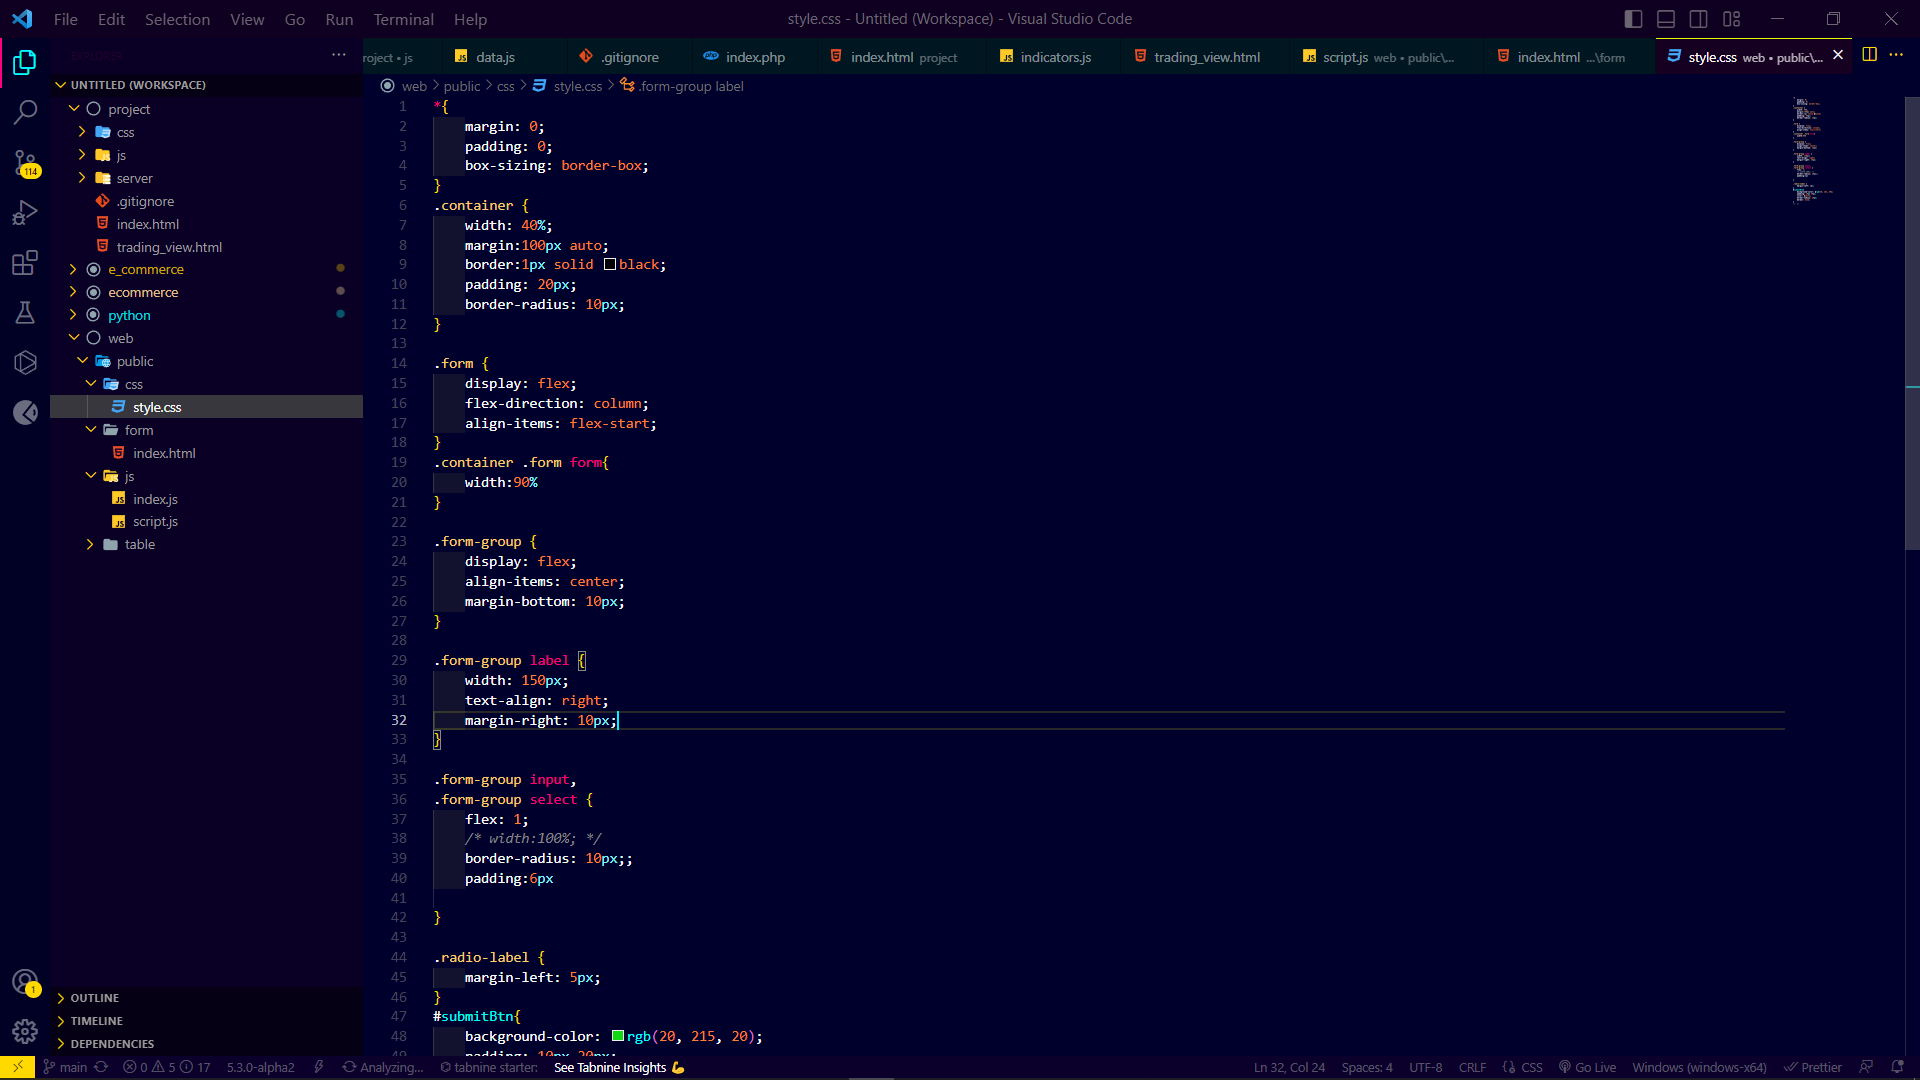 File Edit Selection View Go Run Terminal Help
style.css - Untitled (Workspace) - Visual Studio Code
EXPLORER
roject • js
data.js
.gitignore
index.php
index.html project
indicators.js
trading_view.html
script.js web • public\...
index.html ...\form
style.css web • public\...
UNTITLED (WORKSPACE)
project
css
js
server
.gitignore
index.html
trading_view.html
e_commerce
ecommerce
python
web
public
css
style.css
form
index.html
js
index.js
script.js
table
OUTLINE
TIMELINE
DEPENDENCIES
114
1
web > public > css > style.css > .form-group label
1 *{
2 margin: 0;
3 padding: 0;
4 box-sizing: border-box;
5 }
6 .container {
7 width: 40%;
8 margin:100px auto;
9 border:1px solid black;
10 padding: 20px;
11 border-radius: 10px;
12 }
13
14 .form {
15 display: flex;
16 flex-direction: column;
17 align-items: flex-start;
18 }
19 .container .form form{
20 width:90%
21 }
22
23 .form-group {
24 display: flex;
25 align-items: center;
26 margin-bottom: 10px;
27 }
28
29 .form-group label {
30 width: 150px;
31 text-align: right;
32 margin-right: 10px;
33 }
34
35 .form-group input,
36 .form-group select {
37 flex: 1;
38 /* width:100%; */
39 border-radius: 10px;;
40 padding:6px
41
42 }
43
44 .radio-label {
45 margin-left: 5px;
46 }
47 #submitBtn{
48 background-color: rgb(20, 215, 20);
49 padding: 10px 20px;
main 0 5 17 5.3.0-alpha2 Analyzing... tabnine starter: See Tabnine Insights 💪 Ln 32, Col 24 Spaces: 4 UTF-8 CRLF CSS Go Live Windows (windows-x64) Prettier